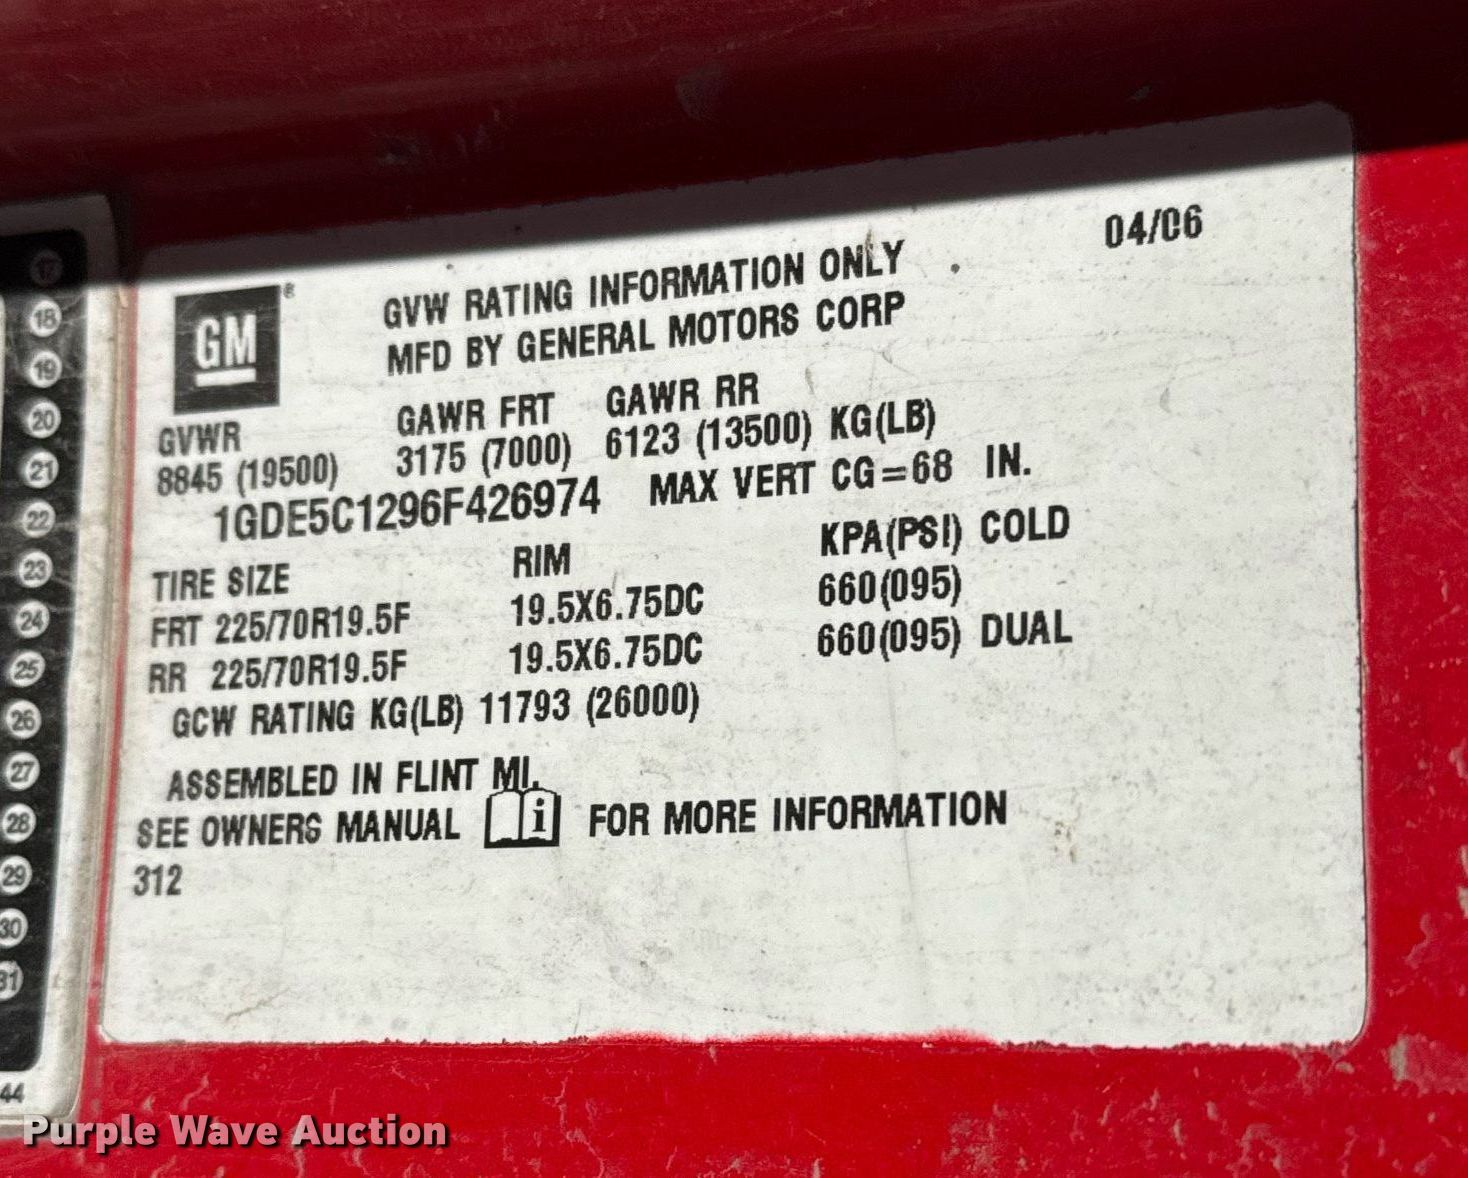 04/06
GM ®
GVW RATING INFORMATION ONLY
MFD BY GENERAL MOTORS CORP
GVWR GAWR FRT GAWR RR
8845 (19500) 3175 (7000) 6123 (13500) KG(LB)
1GDE5C1296F426974 MAX VERT CG=68 IN.
TIRE SIZE RIM KPA(PSI) COLD
FRT 225/70R19.5F 19.5X6.75DC 660(095)
RR 225/70R19.5F 19.5X6.75DC 660(095) DUAL
GCW RATING KG(LB) 11793 (26000)
ASSEMBLED IN FLINT MI.
SEE OWNERS MANUAL i FOR MORE INFORMATION
312
17
18
19
20
21
22
23
24
25
26
27
28
29
30
31
44
Purple Wave Auction